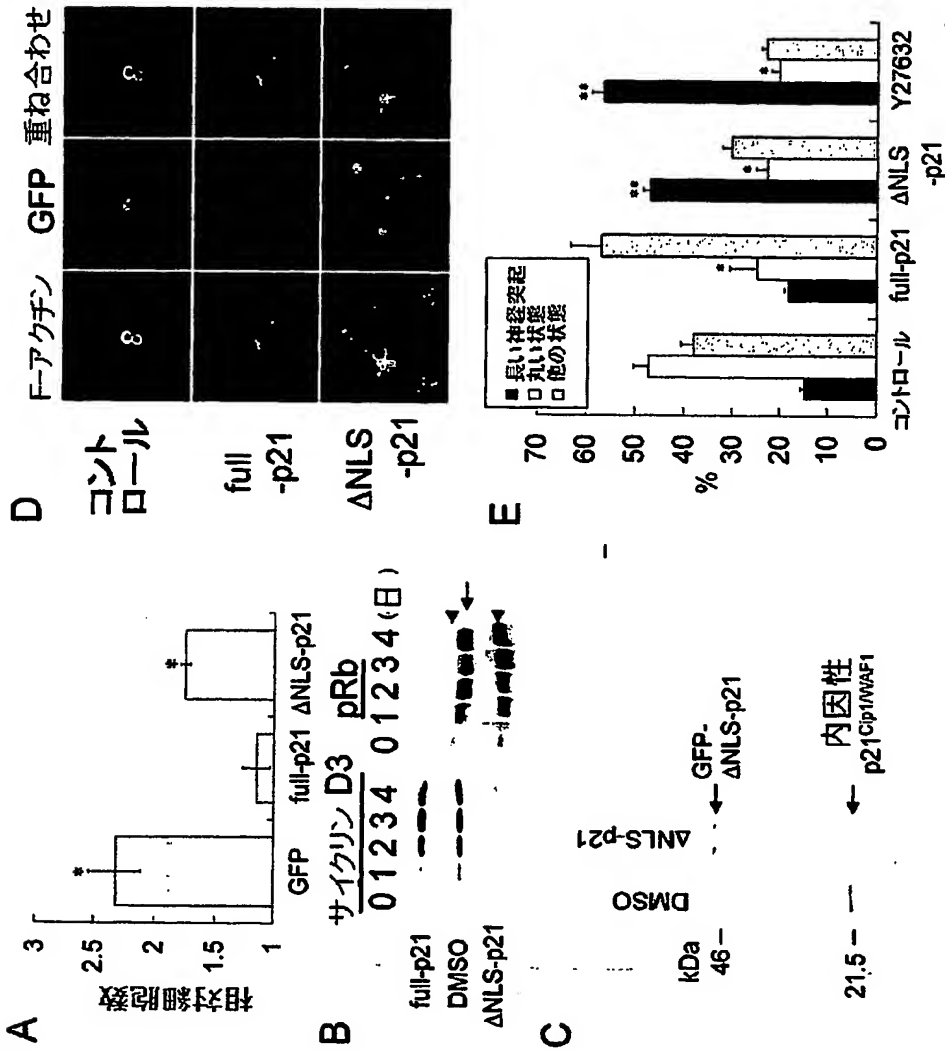 A
相対細胞数
3
2.5
2
1.5
1
*
*
GFP
full-p21
ΔNLS-p21
B
サイクリン D3
pRb
0 1 2 3 4
0 1 2 3 4 (日)
full-p21
DMSO
ΔNLS-p21
C
DMSO
ΔNLS-p21
kDa
46
GFP-
ΔNLS-p21
21.5
内因性
p21Cip1/WAF1
D
F-アクチン
GFP
重ね合わせ
コント
ロール
full
-p21
ΔNLS
-p21
E
%
70
60
50
40
30
20
10
0
長い神経突起
丸い状態
他の状態
*
**
*
**
*
コントロール
full-p21
ΔNLS
-p21
Y27632